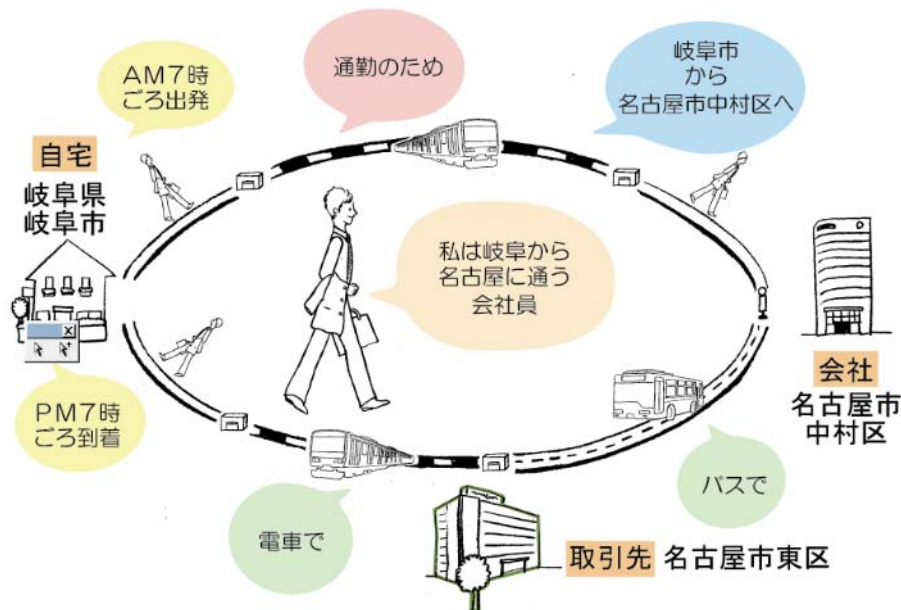 AM7時
ごろ出発
通勤のため
岐阜市
から
名古屋市中村区へ
自宅
岐阜県
岐阜市
私は岐阜から
名古屋に通う
会社員
会社
名古屋市
中村区
PM7時
ごろ到着
電車で
バスで
取引先 名古屋市東区